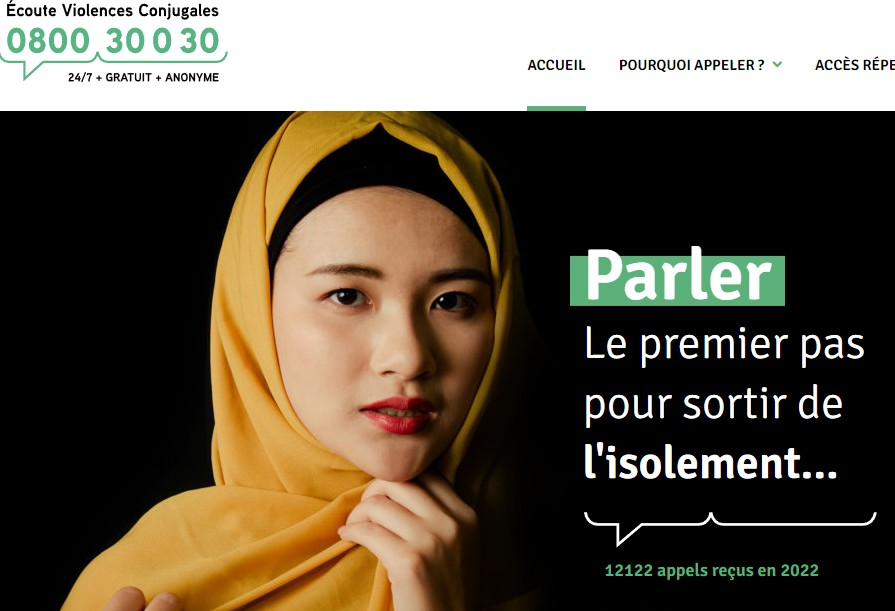 Écoute Violences Conjugales
0800 30 0 30
24/7 + GRATUIT + ANONYME
ACCUEIL
POURQUOI APPELER ?
ACCÈS RÉPE
Parler
Le premier pas
pour sortir de
l'isolement...
12122 appels reçus en 2022